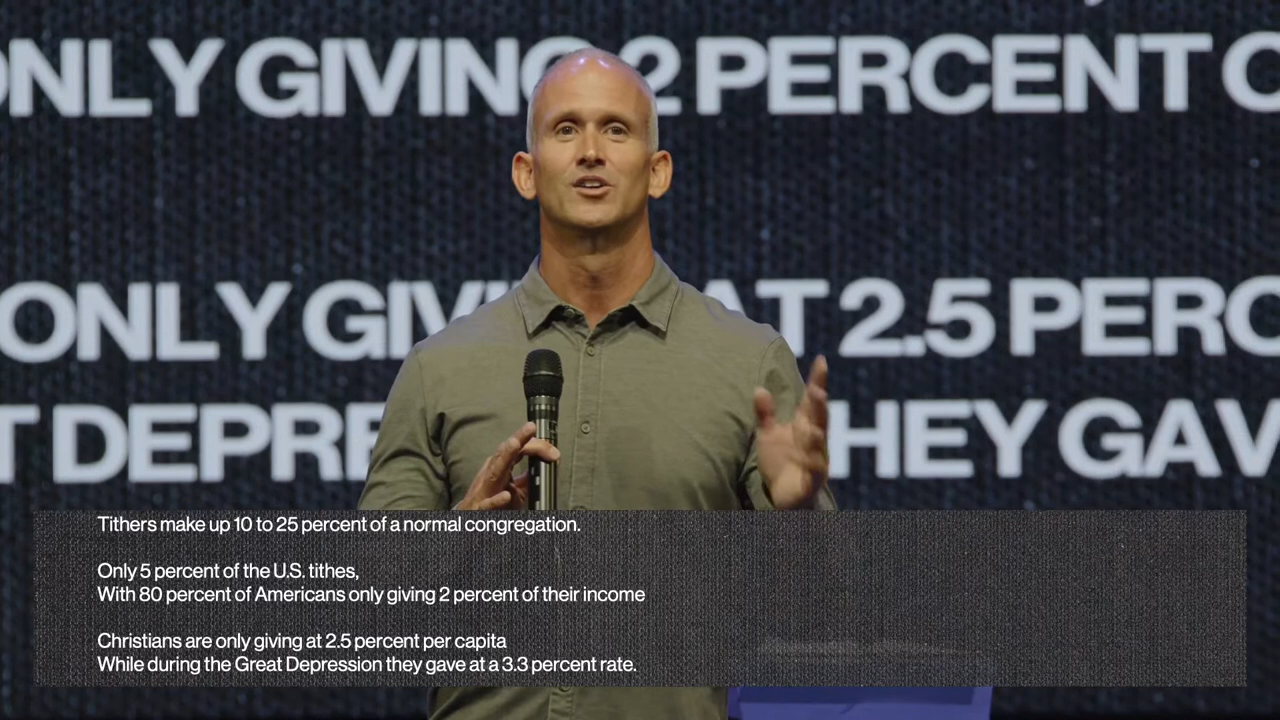 ONLY GIVING 2 PERCENT O
ONLY GIVI AT 2.5 PERC
T DEPRE HEY GAV
Tithers make up 10 to 25 percent of a normal congregation.
Only 5 percent of the U.S. tithes,
With 80 percent of Americans only giving 2 percent of their income
Christians are only giving at 2.5 percent per capita
While during the Great Depression they gave at a 3.3 percent rate.